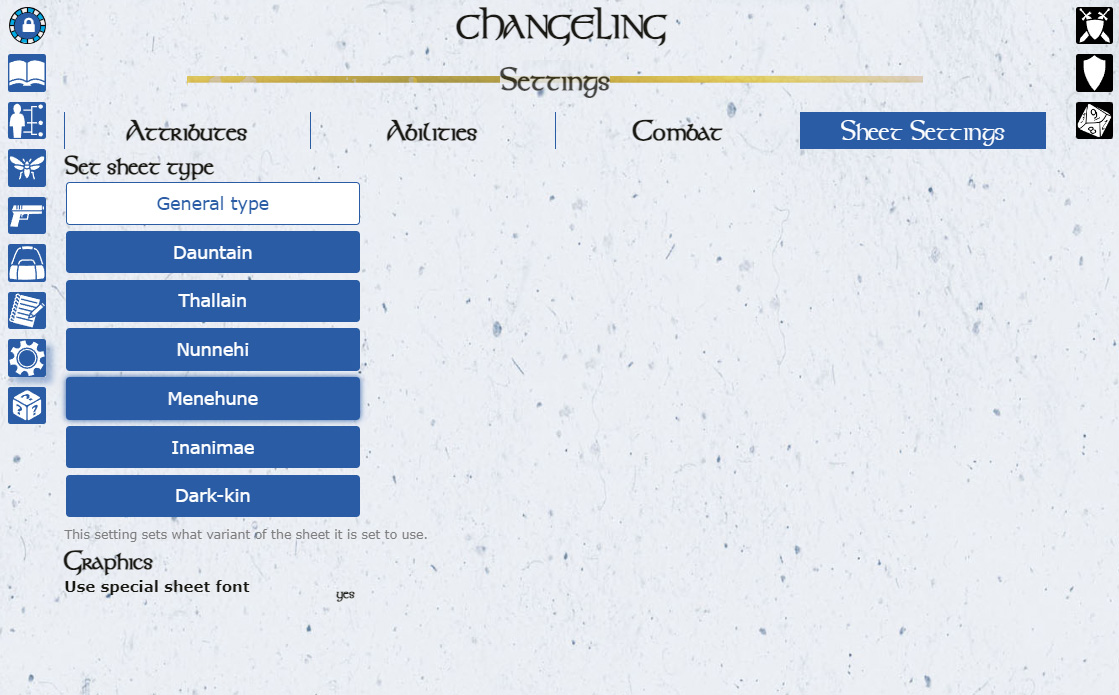 Changeling
Settings
Attributes Abilities Combat Sheet Settings
Set sheet type
General type
Dauntain
Thallain
Nunnehi
Menehune
Inanimae
Dark-kin
This setting sets what variant of the sheet it is set to use.
Graphics
Use special sheet font
yes